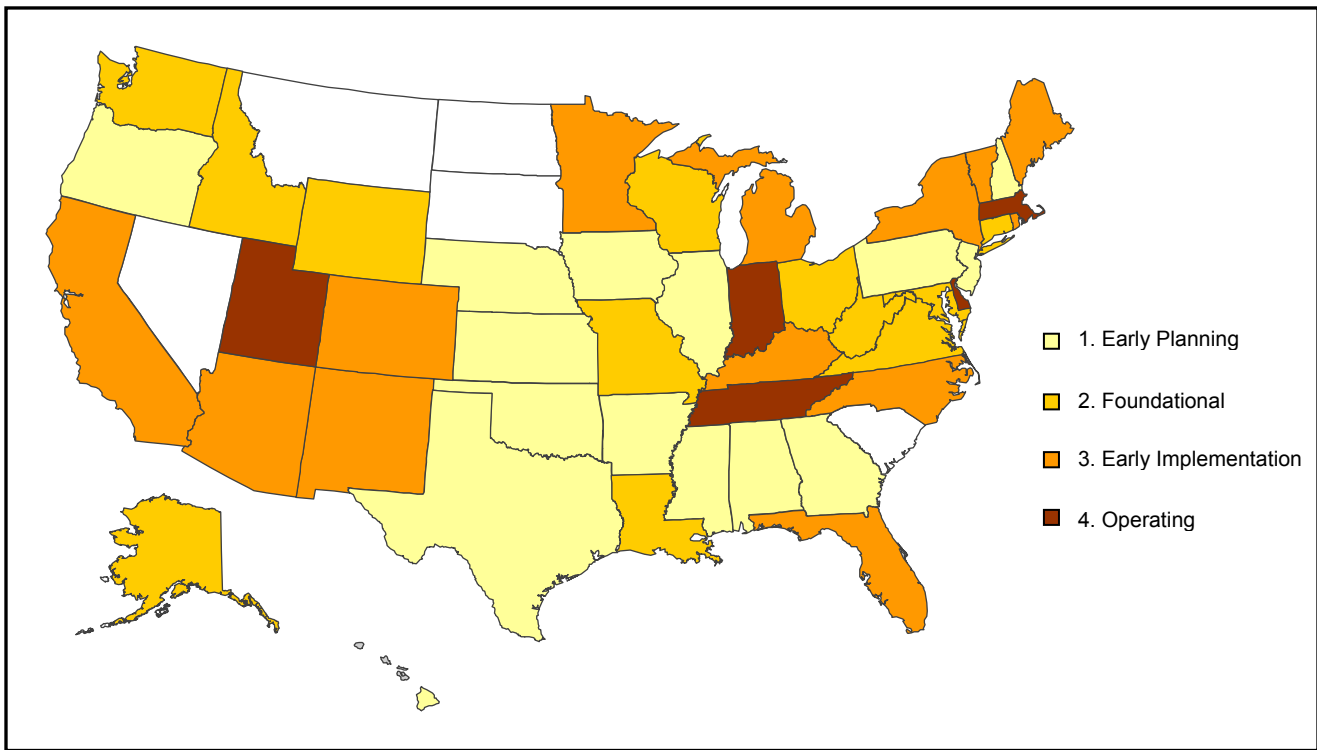 1. Early Planning
2. Foundational
3. Early Implementation
4. Operating